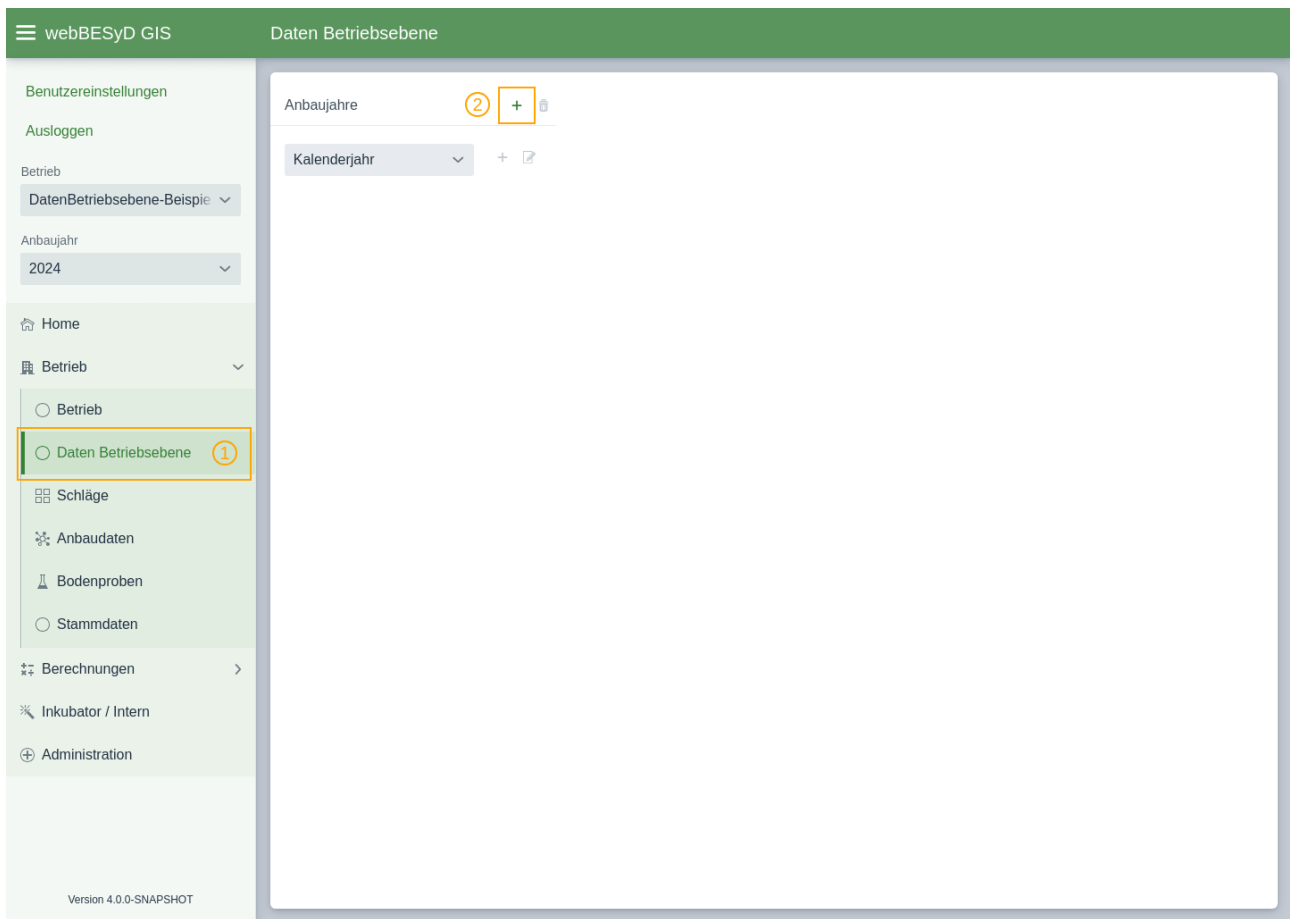 webBESyD GIS
Daten Betriebsebene
Benutzereinstellungen
Ausloggen
Betrieb
DatenBetriebsebene-Beispie
Anbaujahr
2024
Home
Betrieb
Betrieb
Daten Betriebsebene
1
Schläge
Anbaudaten
Bodenproben
Stammdaten
Berechnungen
Inkubator / Intern
Administration
Version 4.0.0-SNAPSHOT
Anbaujahre
2
+
Kalenderjahr
+